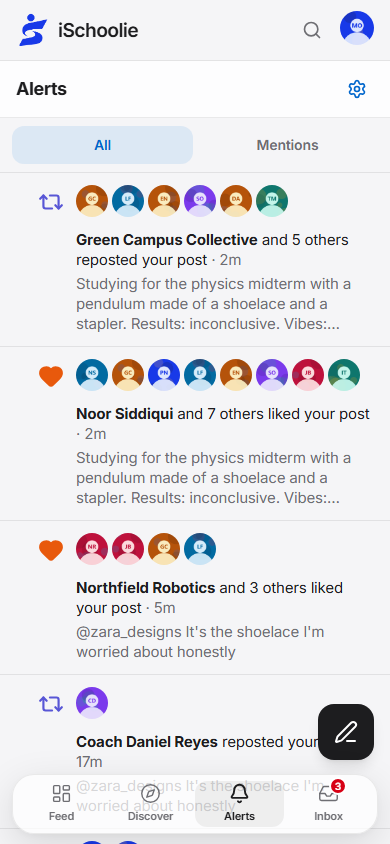 iSchoolie
MO
Alerts
All
Mentions
GC LF EN SO DA TM
Green Campus Collective and 5 others
reposted your post · 2m
Studying for the physics midterm with a
pendulum made of a shoelace and a
stapler. Results: inconclusive. Vibes:...
NS GC PN LF EN SO JB IT
Noor Siddiqui and 7 others liked your post
· 2m
Studying for the physics midterm with a
pendulum made of a shoelace and a
stapler. Results: inconclusive. Vibes:...
NR JB GC LF
Northfield Robotics and 3 others liked
your post · 5m
@zara_designs It's the shoelace I'm
worried about honestly
CD
Coach Daniel Reyes reposted your
17m
@zara_designs It's the shoelace I'm
worried about honestly
3
Feed
Discover
Alerts
Inbox